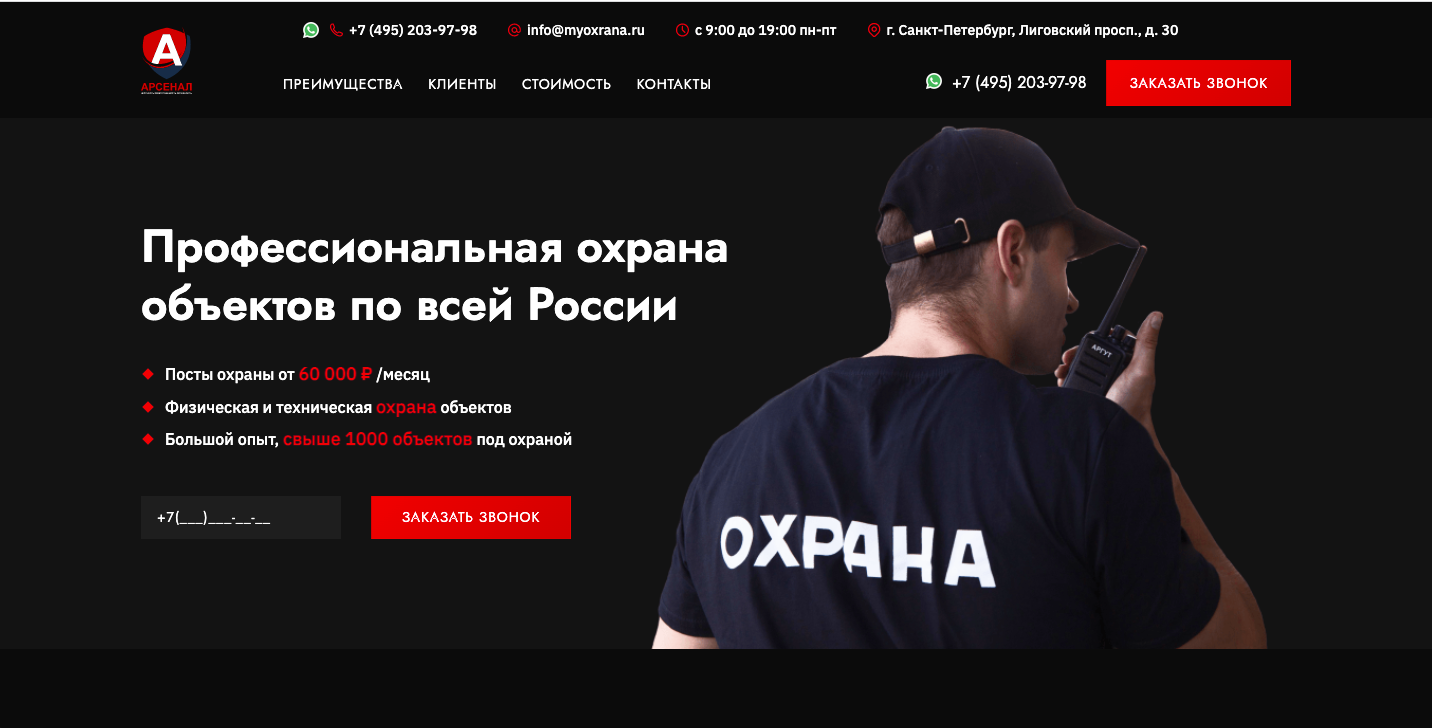 +7 (495) 203-97-98
info@myoxrana.ru
с 9:00 до 19:00 пн-пт
г. Санкт-Петербург, Лиговский просп., д. 30
А
АРСЕНАЛ
ПРЕИМУЩЕСТВА
КЛИЕНТЫ
СТОИМОСТЬ
КОНТАКТЫ
+7 (495) 203-97-98
ЗАКАЗАТЬ ЗВОНОК
Профессиональная охрана
объектов по всей России
Посты охраны от 60 000 ₽ /месяц
Физическая и техническая охрана объектов
Большой опыт, свыше 1000 объектов под охраной
+7(___)___-__-__
ЗАКАЗАТЬ ЗВОНОК
АРГУТ
ОХРАНА